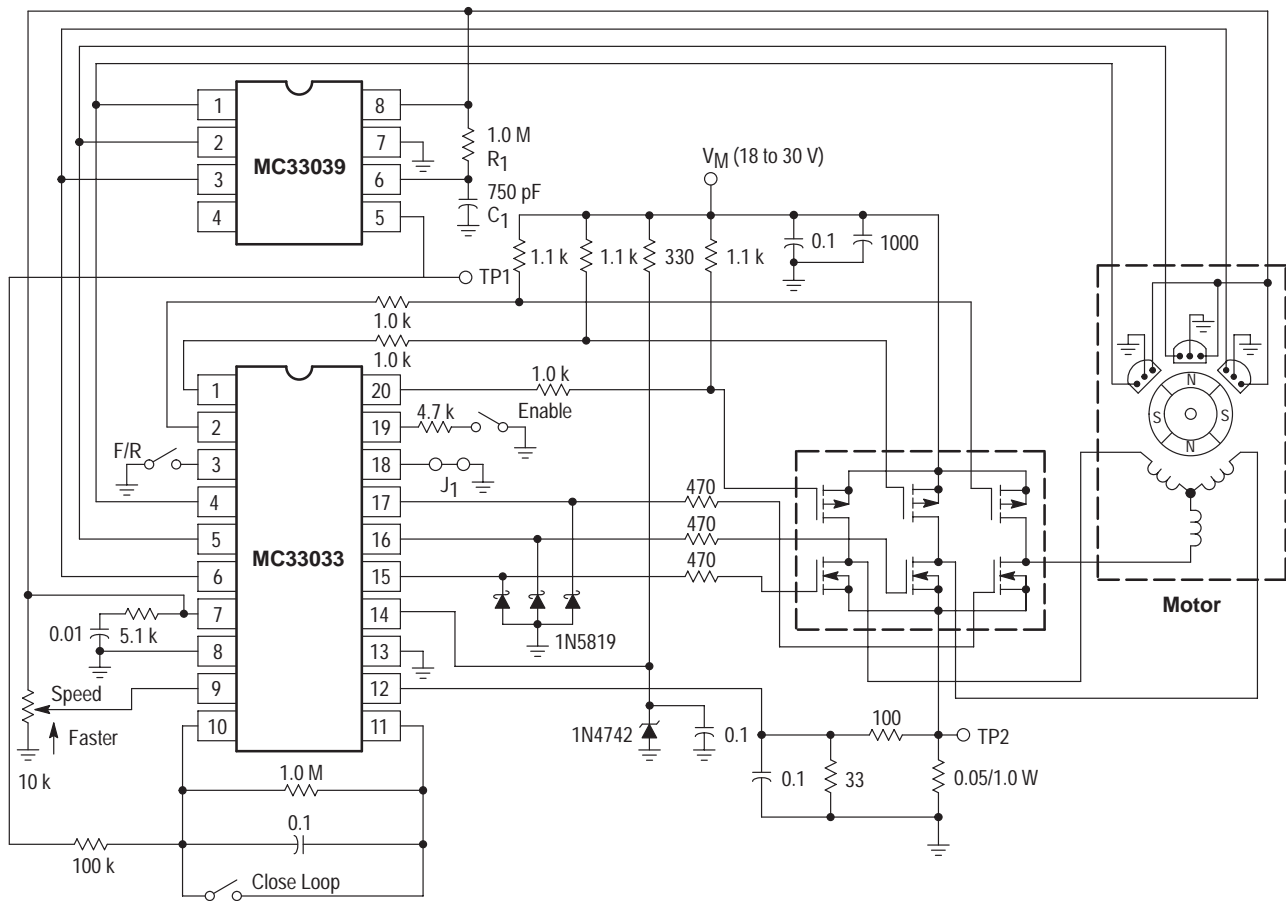 1 8
2 7
3 6
4 5
MC33039
1.0 M
R1
750 pF
C1
VM (18 to 30 V)
1.1 k
1.1 k
330
1.1 k
0.1
1000
TP1
1.0 k
1.0 k
1.0 k
Enable
4.7 k
F/R
J1
1 20
2 19
3 18
4 17
5 16
6 15
7 14
8 13
9 12
10 11
MC33033
470
470
470
1N5819
N
S S
N
Motor
0.01
5.1 k
Speed
Faster
10 k
1N4742
0.1
100
TP2
0.1
33
0.05/1.0 W
1.0 M
0.1
100 k
Close Loop